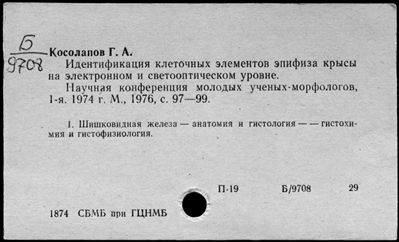 Б
9708
Косолапов Г. А.
Идентификация клеточных элементов эпифиза крысы
на электронном и светооптическом уровне.
Научная конференция молодых ученых-морфологов,
1-я. 1974 г. М., 1976, с. 97—99.
1. Шишковидная железа — анатомия и гистология — — гистохи-
мия и гистофизиология.
П-19 Б/9708 29
1874 СБМБ при ГЦНМБ